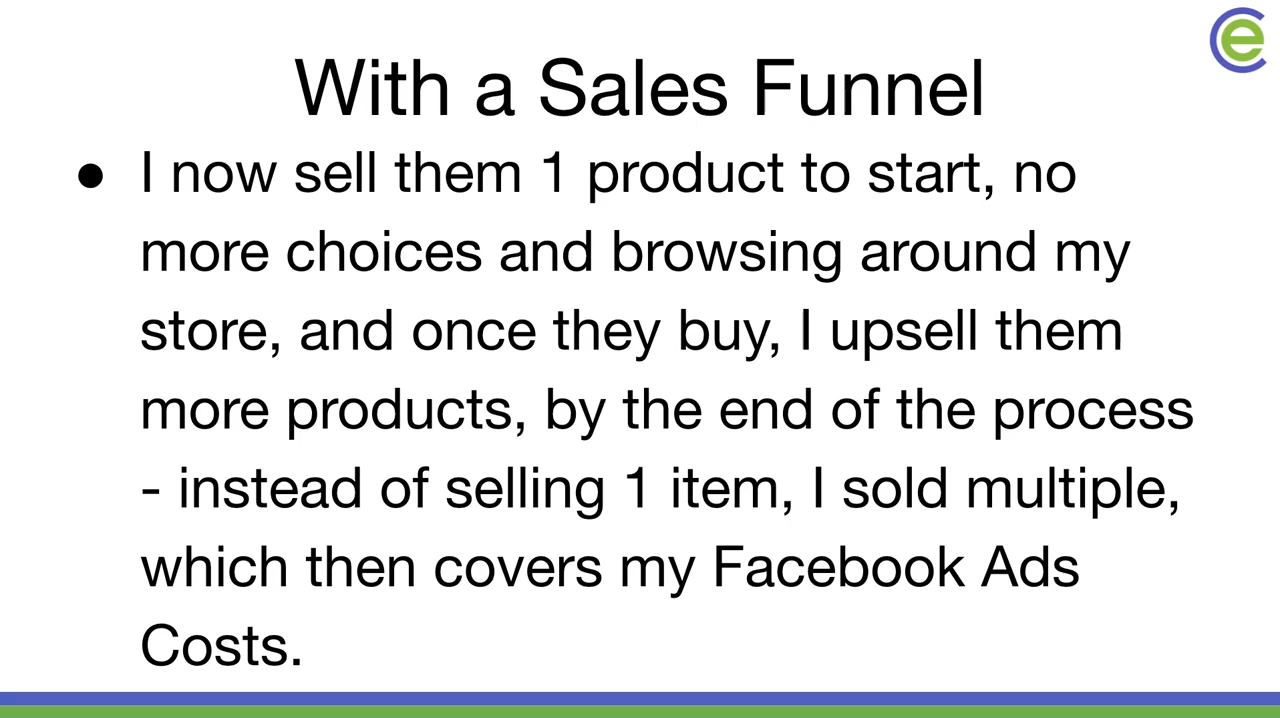 With a Sales Funnel
● I now sell them 1 product to start, no
more choices and browsing around my
store, and once they buy, I upsell them
more products, by the end of the process
- instead of selling 1 item, I sold multiple,
which then covers my Facebook Ads
Costs.